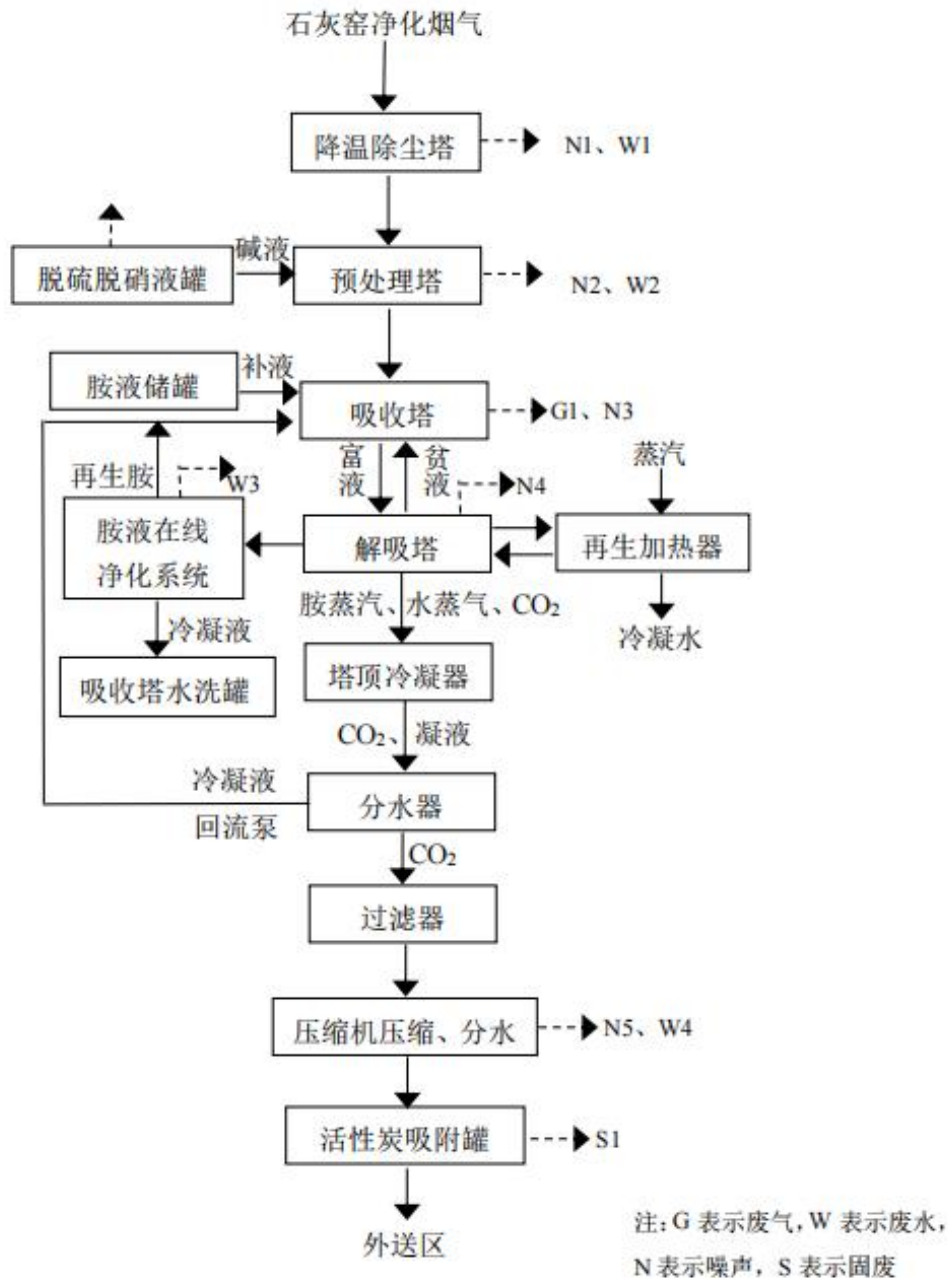 石灰窑净化烟气
降温除尘塔
N1、W1
碱液
脱硫脱硝液罐
预处理塔
N2、W2
补液
胺液储罐
吸收塔
G1、N3
富液
贫液
蒸汽
再生胺
W3
N4
胺液在线
净化系统
解吸塔
再生加热器
胺蒸汽、水蒸气、CO₂
冷凝液
冷凝水
吸收塔水洗罐
塔顶冷凝器
CO₂、凝液
冷凝液
分水器
回流泵
CO₂
过滤器
压缩机压缩、分水
N5、W4
活性炭吸附罐
S1
外送区
注: G 表示废气, W 表示废水,
N 表示噪声, S 表示固废